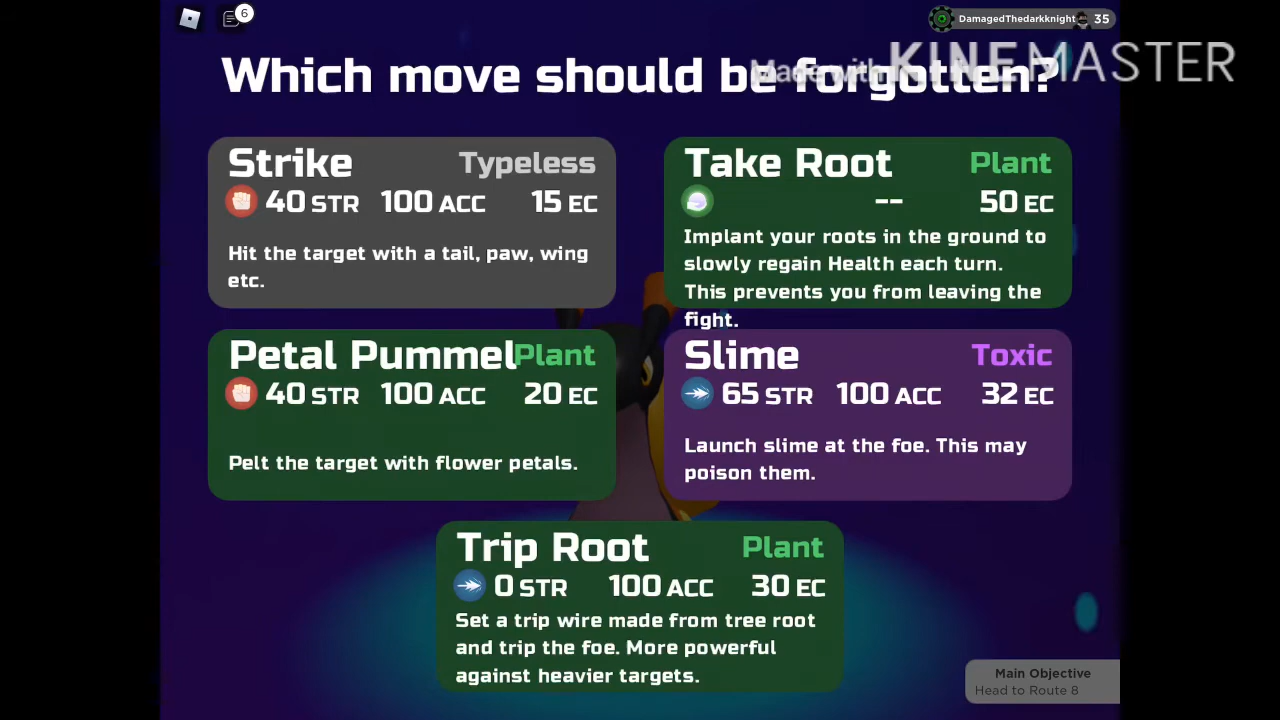 6
DamagedThedarkknight 35
Made with KINEMASTER
Which move should be forgotten?
Strike Typeless
40 STR 100 ACC 15 EC
Hit the target with a tail, paw, wing
etc.
Take Root Plant
-- 50 EC
Implant your roots in the ground to
slowly regain Health each turn.
This prevents you from leaving the
fight.
Petal Pummel Plant
40 STR 100 ACC 20 EC
Pelt the target with flower petals.
Slime Toxic
65 STR 100 ACC 32 EC
Launch slime at the foe. This may
poison them.
Trip Root Plant
0 STR 100 ACC 30 EC
Set a trip wire made from tree root
and trip the foe. More powerful
against heavier targets.
Main Objective
Head to Route 8